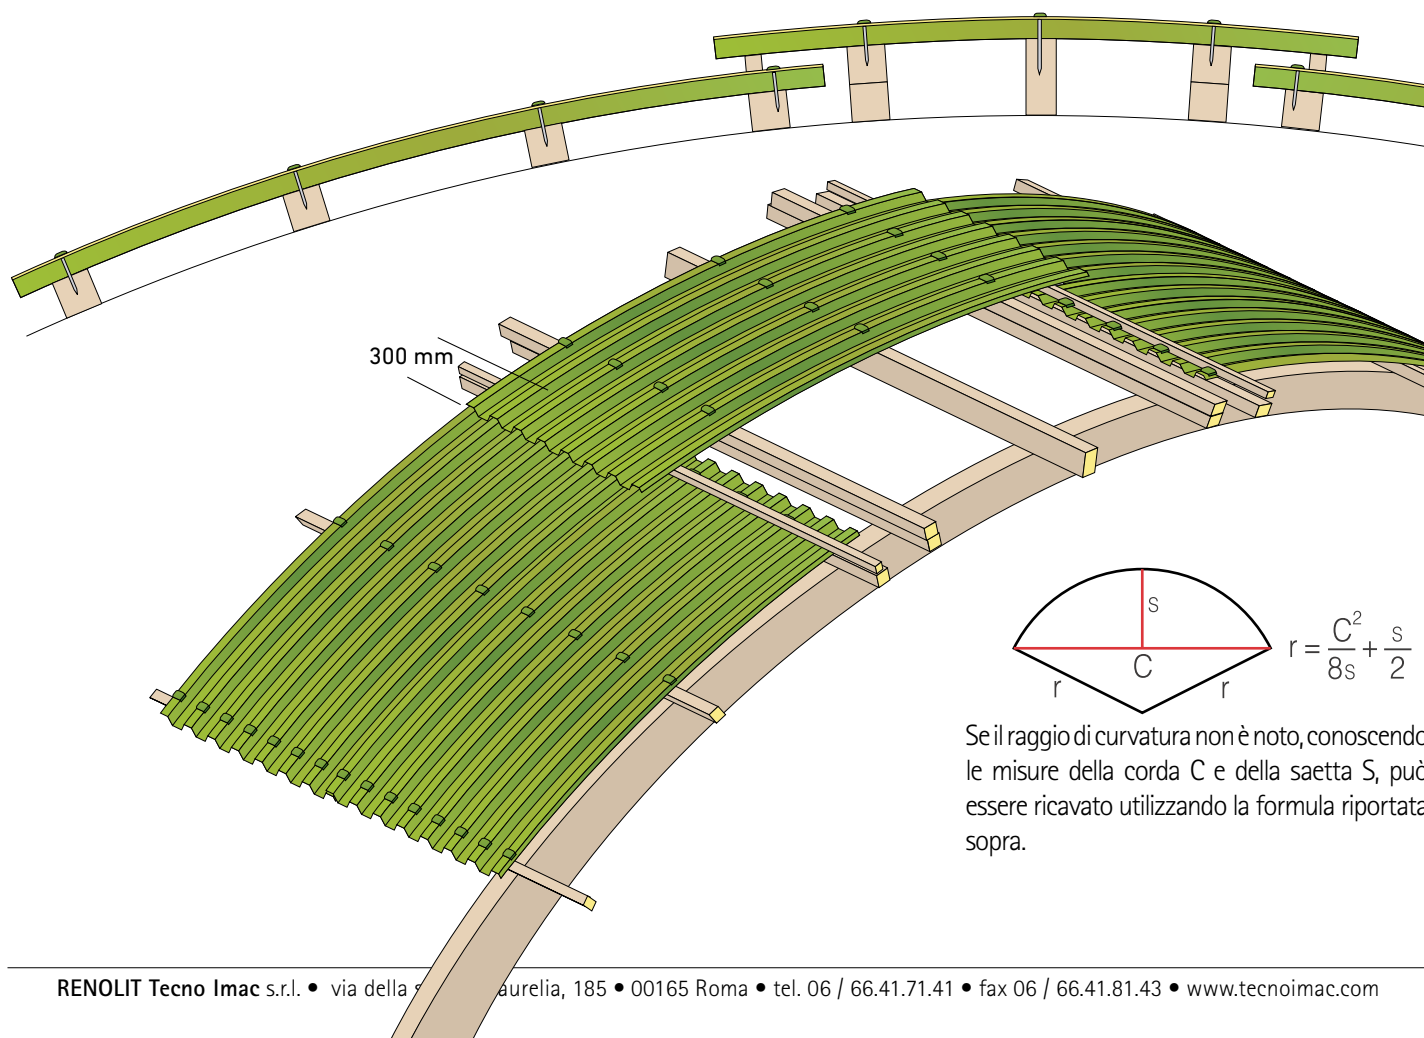 300 mm
s
C
r
r
r = C²/8s + s/2
Se il raggio di curvatura non è noto, conoscendo
le misure della corda C e della saetta S, può
essere ricavato utilizzando la formula riportata
sopra.
RENOLIT Tecno Imac s.r.l. • via della aurelia, 185 • 00165 Roma • tel. 06 / 66.41.71.41 • fax 06 / 66.41.81.43 • www.tecnoimac.com